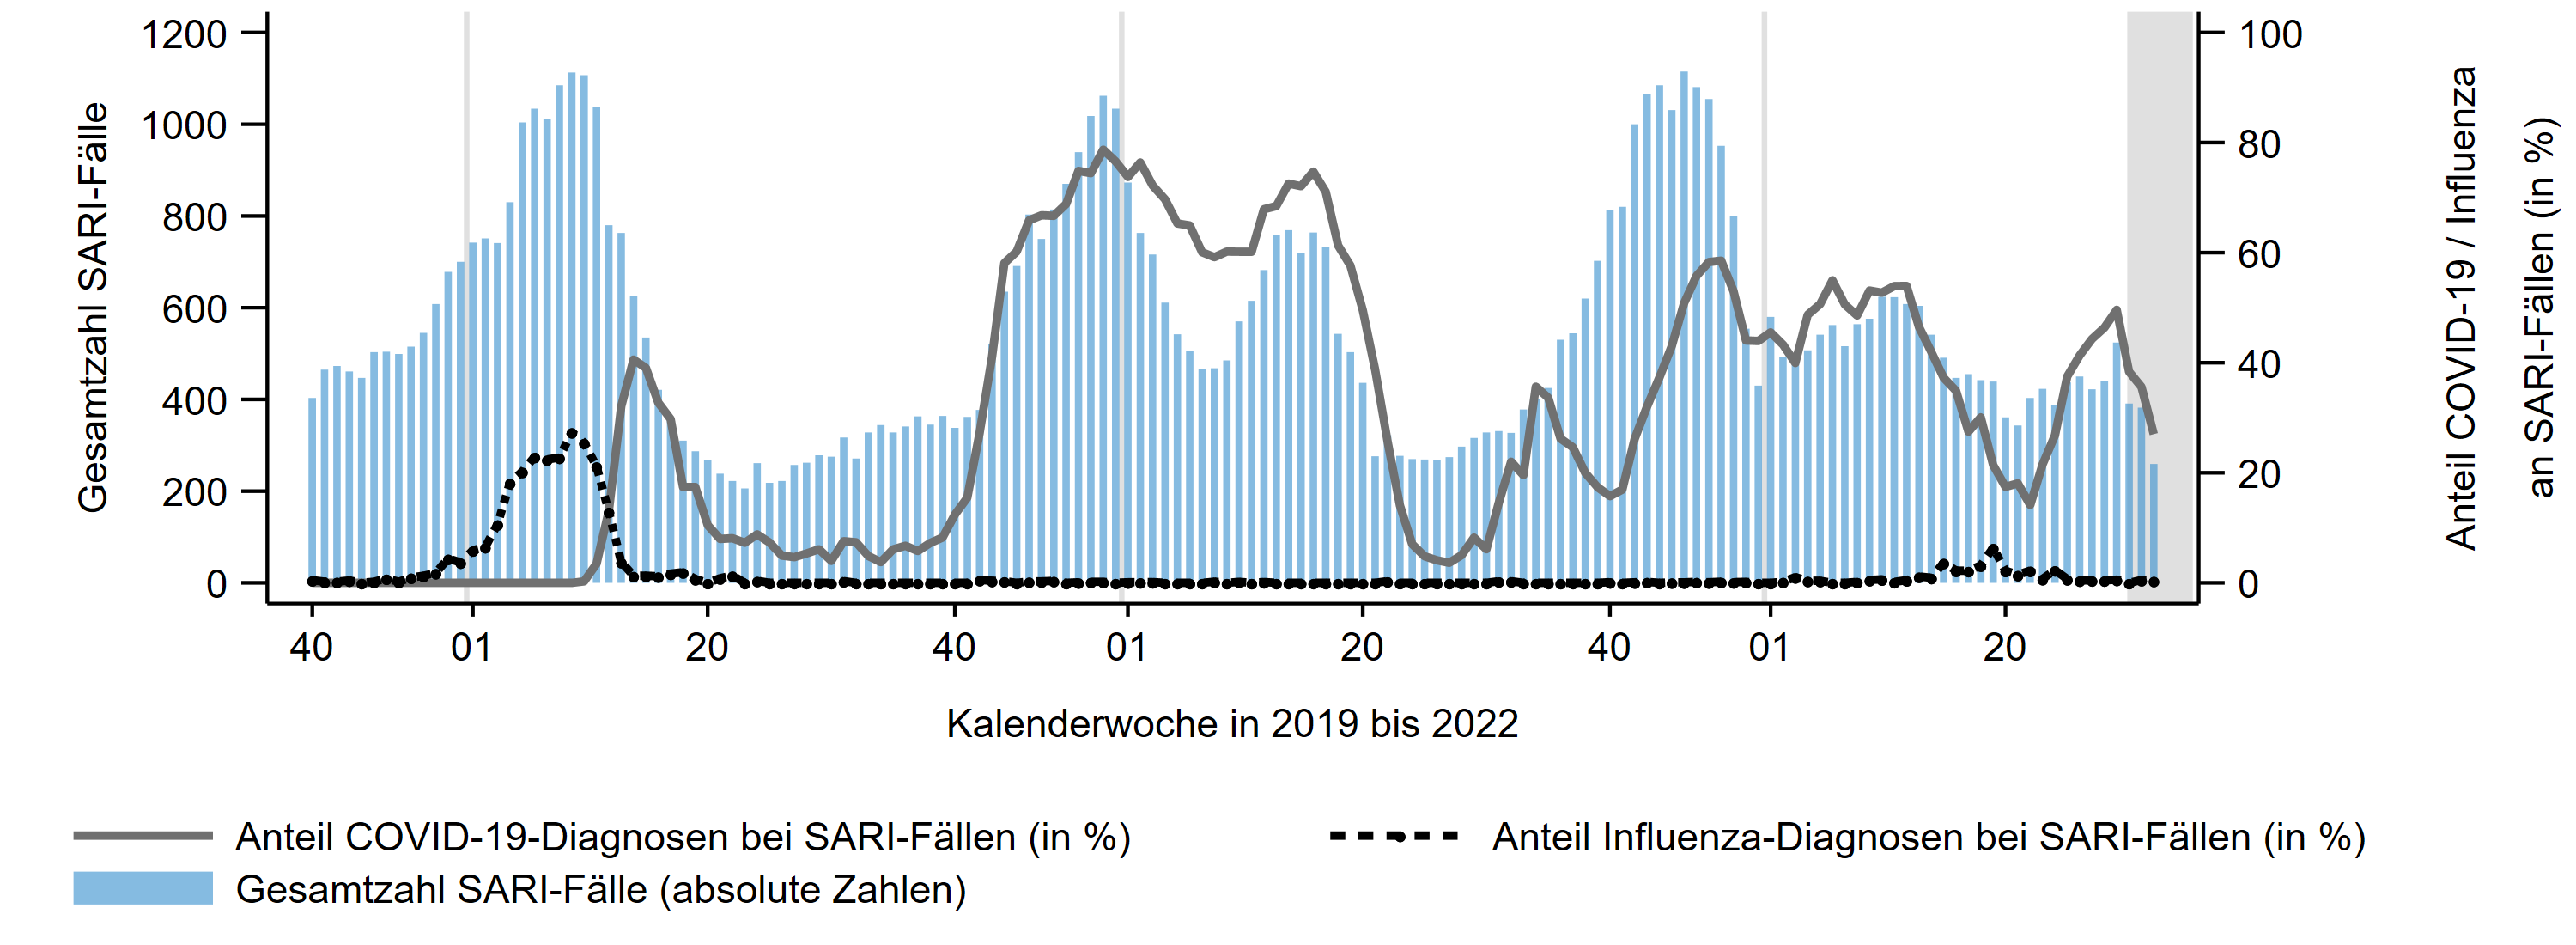 Gesamtzahl SARI-Fälle
1200
1000
800
600
400
200
0
100
80
60
40
20
0
Anteil COVID-19 / Influenza
an SARI-Fällen (in %)
40 01 20 40 01 20 40 01 20
Kalenderwoche in 2019 bis 2022
Anteil COVID-19-Diagnosen bei SARI-Fällen (in %)
Anteil Influenza-Diagnosen bei SARI-Fällen (in %)
Gesamtzahl SARI-Fälle (absolute Zahlen)